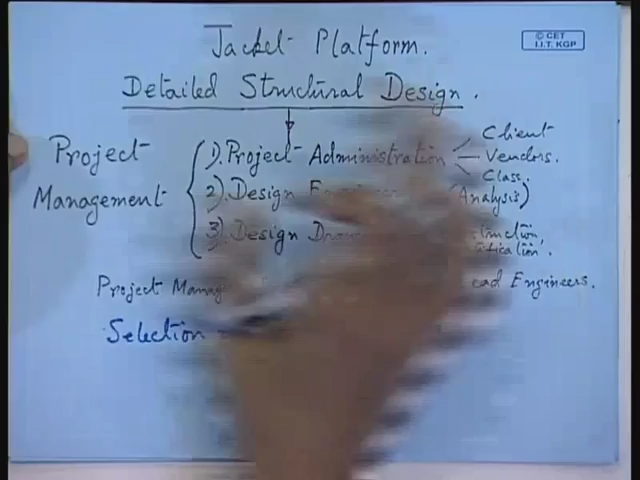 Jacket Platform.
© CET
I.I.T. KGP
Detailed Structural Design.
Project Management
1). Project Administration
Client
Vendors.
Class.
2). Design (Analysis)
3). Design
Project Engineers.
Selection